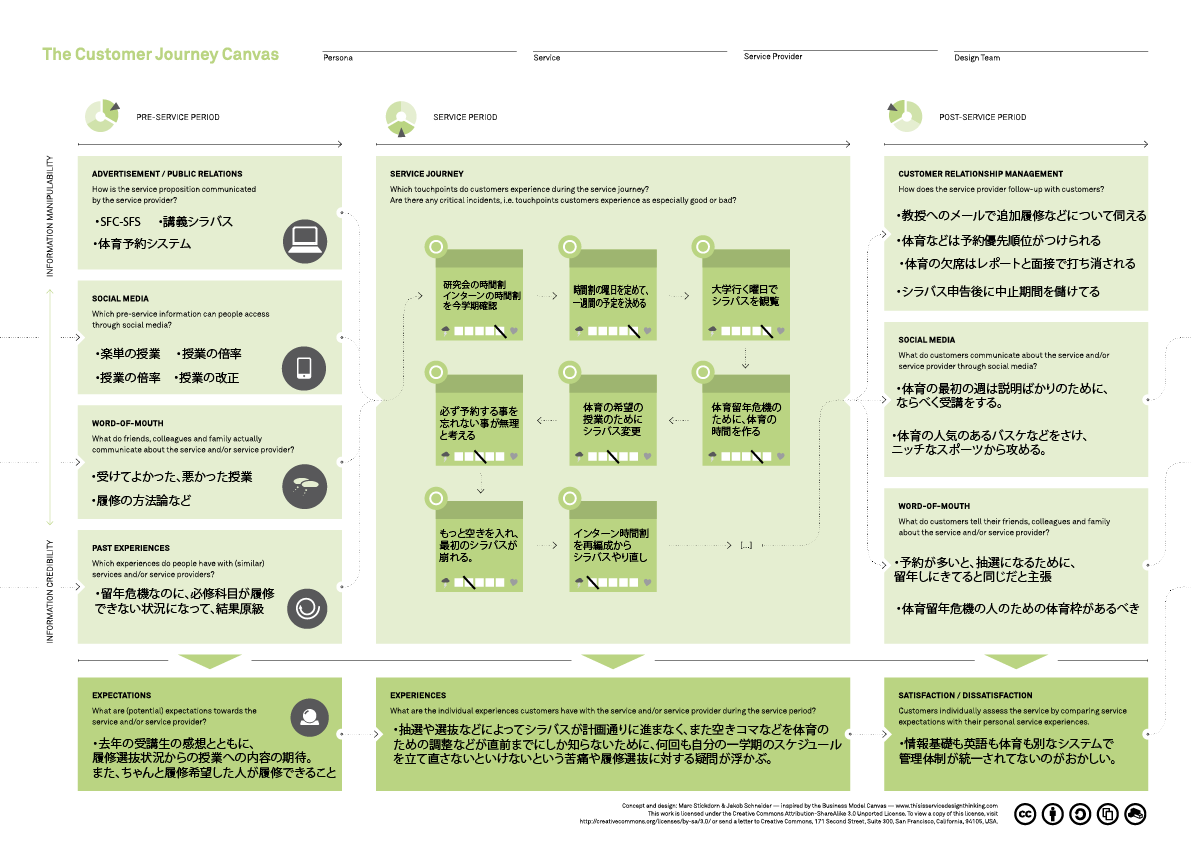 The Customer Journey Canvas
Persona
Service
Service Provider
Design Team
PRE-SERVICE PERIOD
SERVICE PERIOD
POST-SERVICE PERIOD
INFORMATION MANIPULABILITY
INFORMATION CREDIBILITY
ADVERTISEMENT / PUBLIC RELATIONS
How is the service proposition communicated
by the service provider?
・SFC-SFS ・講義シラバス
・体育予約システム
SOCIAL MEDIA
Which pre-service information can people access
through social media?
・楽単の授業 ・授業の倍率
・授業の倍率 ・授業の改正
WORD-OF-MOUTH
What do friends, colleagues and family actually
communicate about the service and/or service provider?
・受けてよかった、悪かった授業
・履修の方法論など
PAST EXPERIENCES
Which experiences do people have with (similar)
services and/or service providers?
・留年危機なのに、必修科目が履修
できない状況になって、結果原級
SERVICE JOURNEY
Which touchpoints do customers experience during the service journey?
Are there any critical incidents, i.e. touchpoints customers experience as especially good or bad?
研究会の時間割
インターンの時間割
を今学期確認
時間割の曜日を定めて、
一週間の予定を決める
大学行く曜日で
シラバスを観覧
必ず予約する事を
忘れない事が無理
と考える
体育の希望の
授業のために
シラバス変更
体育留年危機の
ために、体育の
時間を作る
もっと空きを入れ、
最初のシラバスが
崩れる。
インターン時間割
を再編成から
シラバスやり直し
[...]
CUSTOMER RELATIONSHIP MANAGEMENT
How does the service provider follow-up with customers?
・教授へのメールで追加履修などについて伺える
・体育などは予約優先順位がつけられる
・体育の欠席はレポートと面接で打ち消される
・シラバス申告後に中止期間を儲けてる
SOCIAL MEDIA
What do customers communicate about the service and/or
service provider through social media?
・体育の最初の週は説明ばかりのために、
ならべく受講をする。
・体育の人気のあるバスケなどをさけ、
ニッチなスポーツから攻める。
WORD-OF-MOUTH
What do customers tell their friends, colleagues and family
about the service and/or service provider?
・予約が多いと、抽選になるために、
留年しにきてると同じだと主張
・体育留年危機の人のための体育枠があるべき
EXPECTATIONS
What are (potential) expectations towards the
service and/or service provider?
・去年の受講生の感想とともに、
履修選抜状況からの授業への内容の期待。
また、ちゃんと履修希望した人が履修できること
EXPERIENCES
What are the individual experiences customers have with the service and/or service provider during the service period?
・抽選や選抜などによってシラバスが計画通りに進まなく、また空きコマなどを体育の
ための調整などが直前までにしか知らないために、何回も自分の一学期のスケジュール
を立て直さないといけないという苦痛や履修選抜に対する疑問が浮かぶ。
SATISFACTION / DISSATISFACTION
Customers individually assess the service by comparing service
expectations with their personal service experiences.
・情報基礎も英語も体育も別なシステムで
管理体制が統一されてないのがおかしい。
Concept and design: Marc Stickdorn & Jakob Schneider — inspired by the Business Model Canvas — www.thisisservicedesignthinking.com
This work is licensed under the Creative Commons Attribution-ShareAlike 3.0 Unported License. To view a copy of this license, visit
http://creativecommons.org/licenses/by-sa/3.0/ or send a letter to Creative Commons, 171 Second Street, Suite 300, San Francisco, California, 94105, USA.
cc